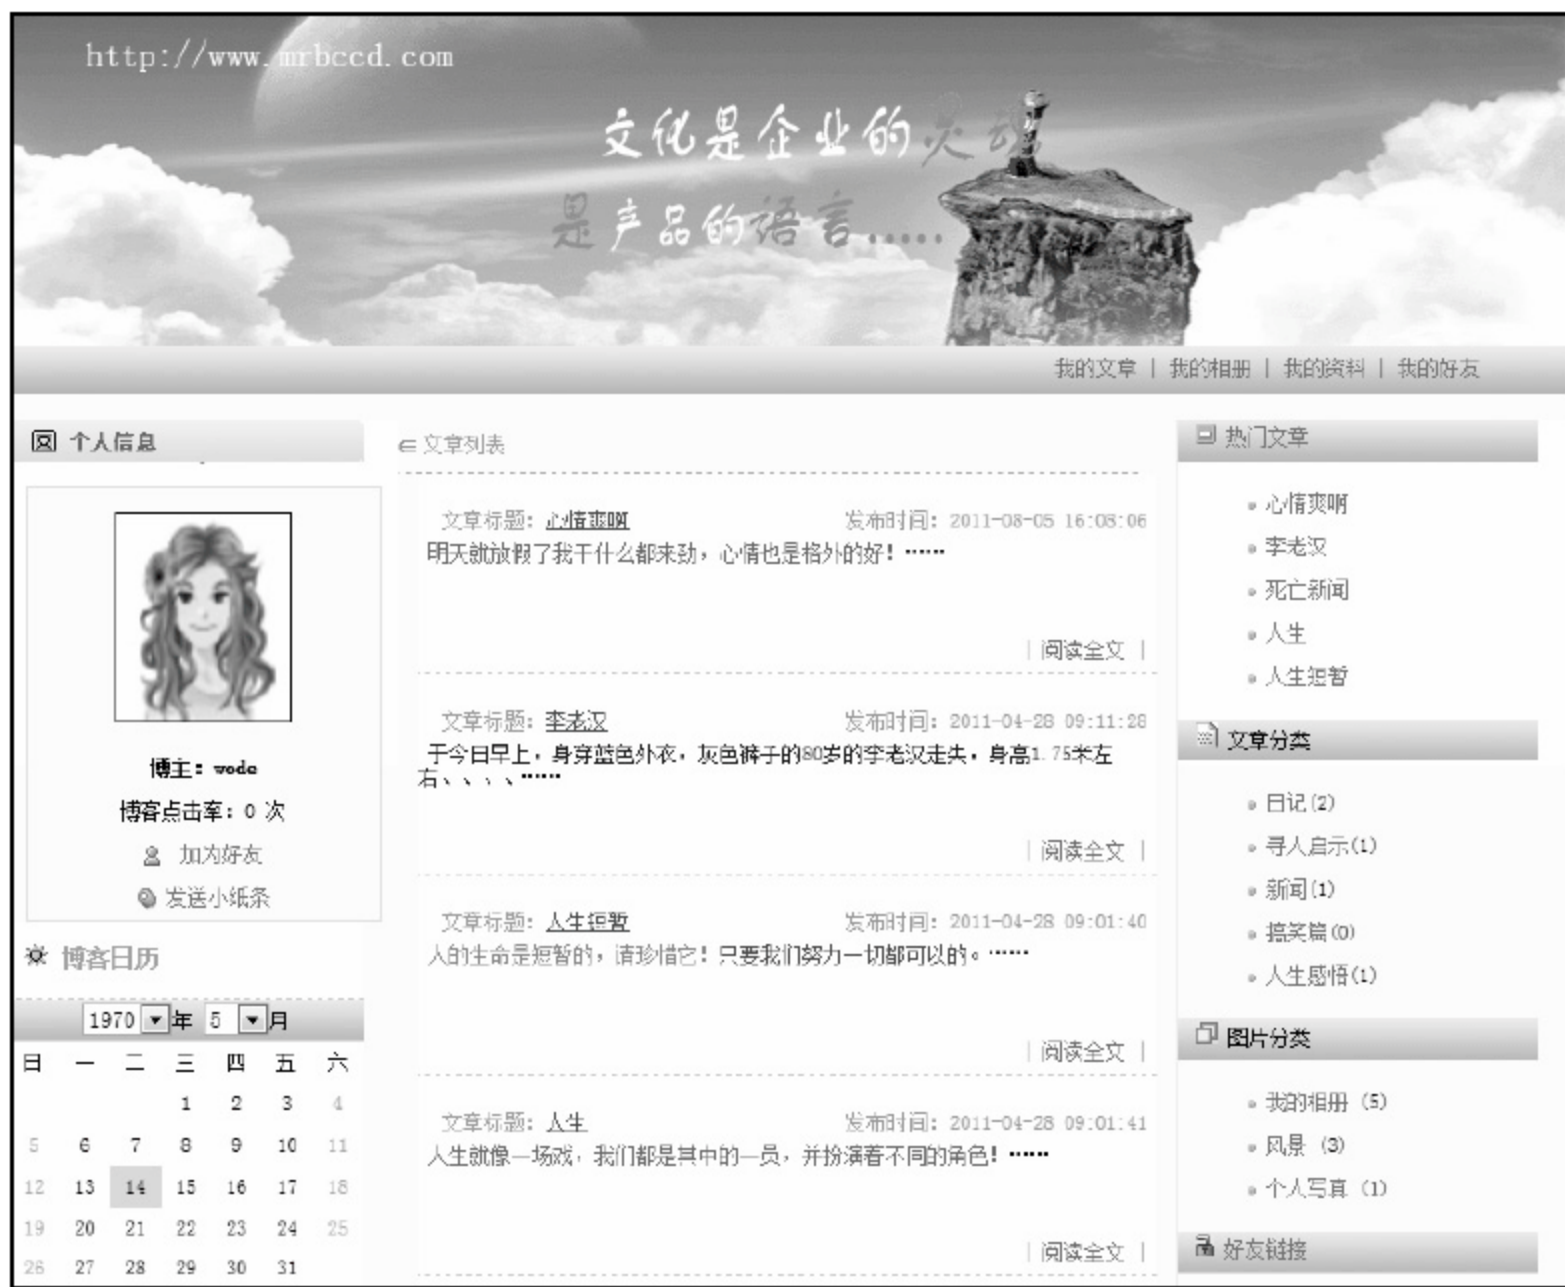 http://www.mrbccd.com
文化是企业的灵魂
是产品的语言.....
我的文章 | 我的相册 | 我的资料 | 我的好友
个人信息
博主：wode
博客点击率：0 次
加为好友
发送小纸条
博客日历
1970 年 5 月
日 一 二 三 四 五 六
1 2 3 4
5 6 7 8 9 10 11
12 13 14 15 16 17 18
19 20 21 22 23 24 25
26 27 28 29 30 31
∈ 文章列表
文章标题：心情爽啊 发布时间：2011-08-05 16:08:06
明天就放假了我干什么都来劲，心情也是格外的好！……
| 阅读全文 |
文章标题：李老汉 发布时间：2011-04-28 09:11:28
于今日早上，身穿蓝色外衣，灰色裤子的80岁的李老汉走失，身高1.75米左
右、、、、……
| 阅读全文 |
文章标题：人生短暂 发布时间：2011-04-28 09:01:40
人的生命是短暂的，请珍惜它！只要我们努力一切都可以的。……
| 阅读全文 |
文章标题：人生 发布时间：2011-04-28 09:01:41
人生就像一场戏，我们都是其中的一员，并扮演着不同的角色！……
| 阅读全文 |
热门文章
心情爽啊
李老汉
死亡新闻
人生
人生短暂
文章分类
日记(2)
寻人启示(1)
新闻(1)
搞笑篇(0)
人生感悟(1)
图片分类
我的相册 (5)
风景 (3)
个人写真 (1)
好友链接